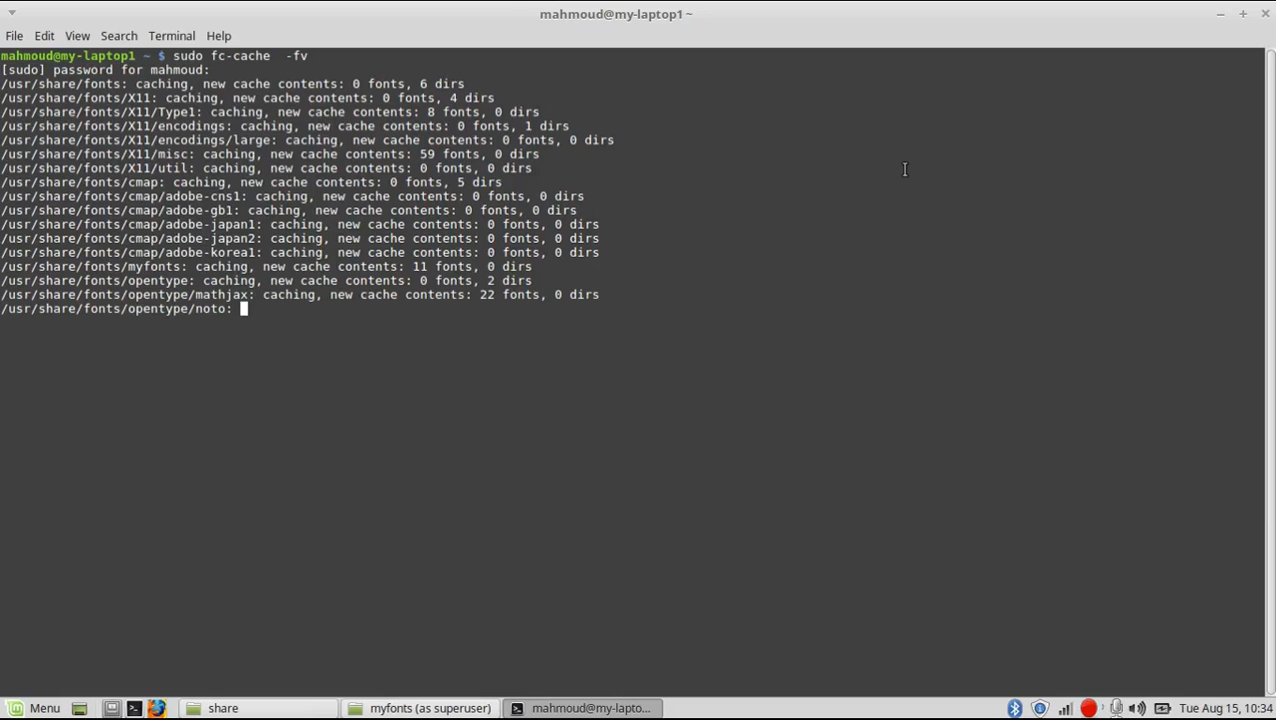 mahmoud@my-laptop1 ~
File Edit View Search Terminal Help
mahmoud@my-laptop1 ~ $ sudo fc-cache  -fv
[sudo] password for mahmoud:
/usr/share/fonts: caching, new cache contents: 0 fonts, 6 dirs
/usr/share/fonts/X11: caching, new cache contents: 0 fonts, 4 dirs
/usr/share/fonts/X11/Type1: caching, new cache contents: 8 fonts, 0 dirs
/usr/share/fonts/X11/encodings: caching, new cache contents: 0 fonts, 1 dirs
/usr/share/fonts/X11/encodings/large: caching, new cache contents: 0 fonts, 0 dirs
/usr/share/fonts/X11/misc: caching, new cache contents: 59 fonts, 0 dirs
/usr/share/fonts/X11/util: caching, new cache contents: 0 fonts, 0 dirs
/usr/share/fonts/cmap: caching, new cache contents: 0 fonts, 5 dirs
/usr/share/fonts/cmap/adobe-cns1: caching, new cache contents: 0 fonts, 0 dirs
/usr/share/fonts/cmap/adobe-gb1: caching, new cache contents: 0 fonts, 0 dirs
/usr/share/fonts/cmap/adobe-japan1: caching, new cache contents: 0 fonts, 0 dirs
/usr/share/fonts/cmap/adobe-japan2: caching, new cache contents: 0 fonts, 0 dirs
/usr/share/fonts/cmap/adobe-korea1: caching, new cache contents: 0 fonts, 0 dirs
/usr/share/fonts/myfonts: caching, new cache contents: 11 fonts, 0 dirs
/usr/share/fonts/opentype: caching, new cache contents: 0 fonts, 2 dirs
/usr/share/fonts/opentype/mathjax: caching, new cache contents: 22 fonts, 0 dirs
/usr/share/fonts/opentype/noto:
Menu share myfonts (as superuser) mahmoud@my-lapto... Tue Aug 15, 10:34